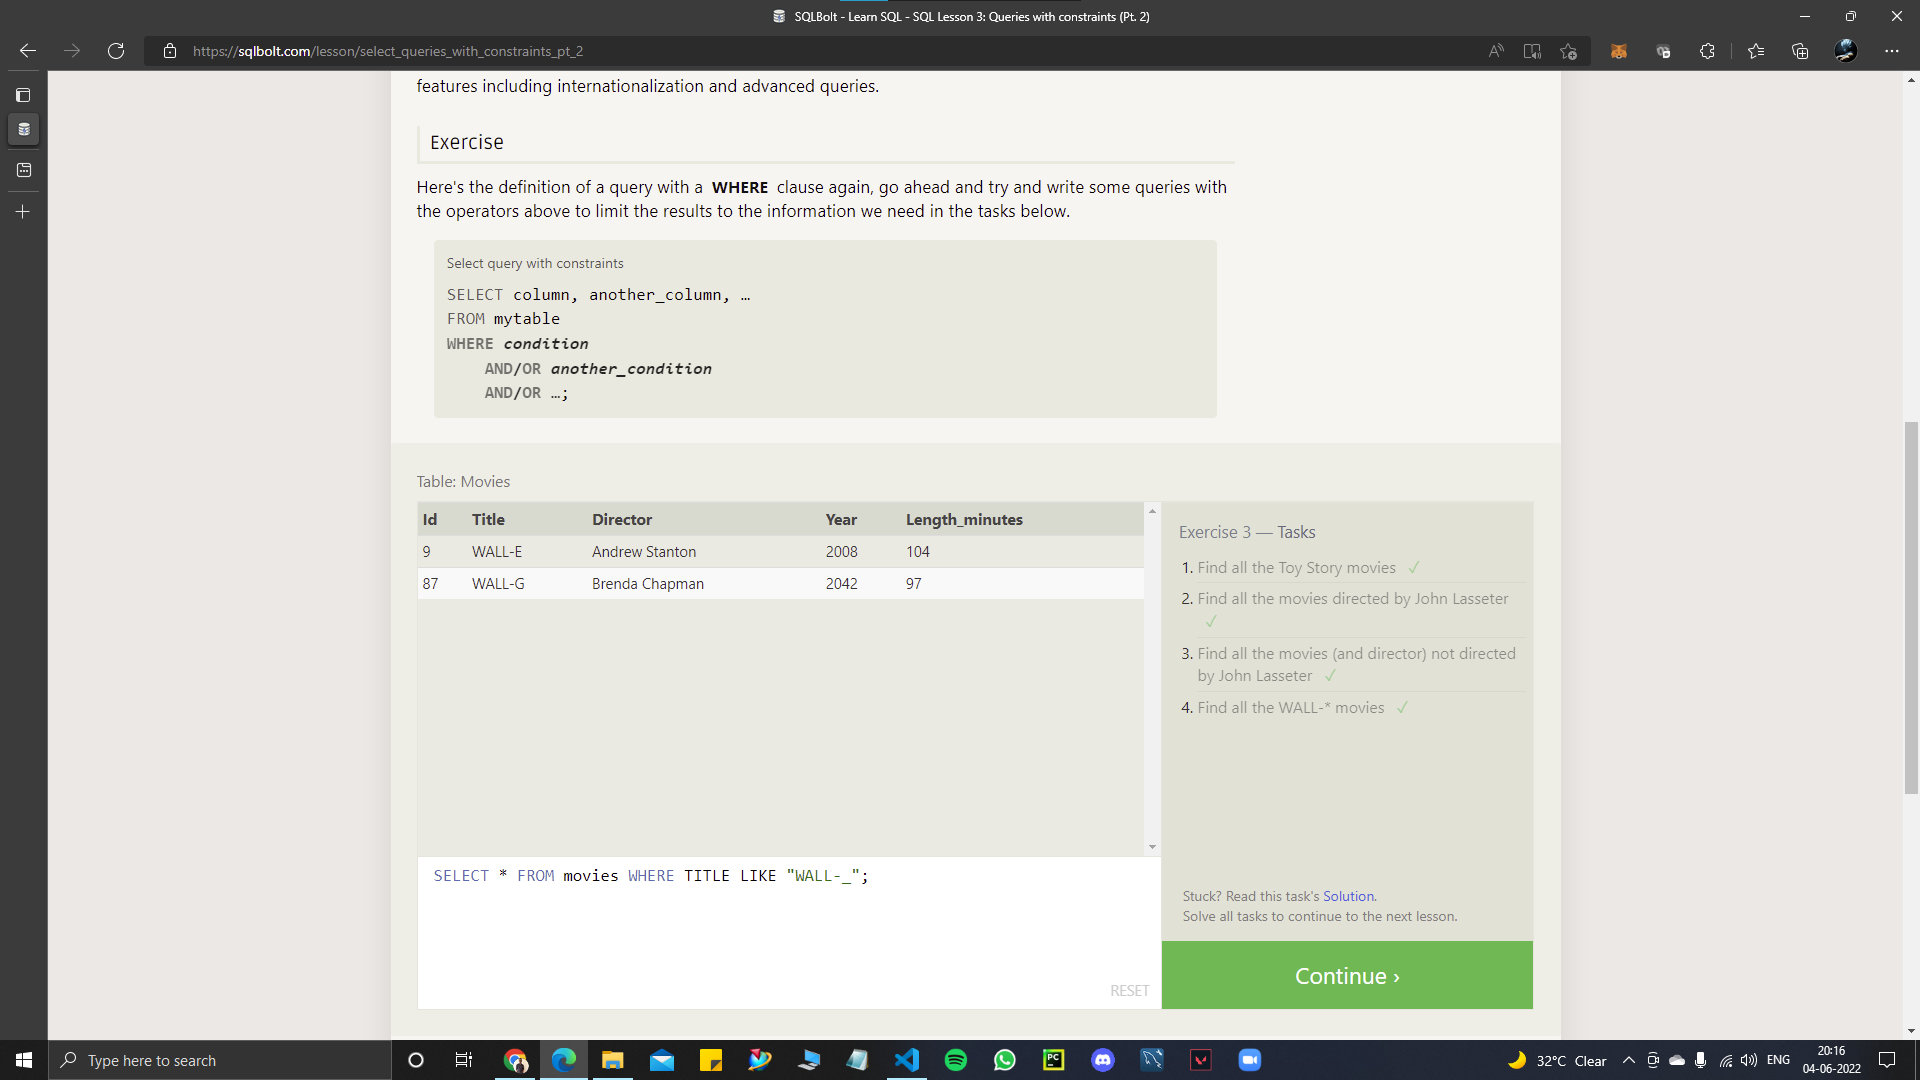 SQLBolt - Learn SQL - SQL Lesson 3: Queries with constraints (Pt. 2)
https://sqlbolt.com/lesson/select_queries_with_constraints_pt_2
features including internationalization and advanced queries.
Exercise
Here's the definition of a query with a WHERE clause again, go ahead and try and write some queries with
the operators above to limit the results to the information we need in the tasks below.
Select query with constraints
SELECT column, another_column, …
FROM mytable
WHERE condition
AND/OR another_condition
AND/OR …;
Table: Movies
Id Title Director Year Length_minutes
9 WALL-E Andrew Stanton 2008 104
87 WALL-G Brenda Chapman 2042 97
SELECT * FROM movies WHERE TITLE LIKE "WALL-_";
RESET
Exercise 3 — Tasks
1. Find all the Toy Story movies ✓
2. Find all the movies directed by John Lasseter
✓
3. Find all the movies (and director) not directed
by John Lasseter ✓
4. Find all the WALL-* movies ✓
Stuck? Read this task's Solution.
Solve all tasks to continue to the next lesson.
Continue ›
Type here to search
PC
32°C Clear
ENG
20:16
04-06-2022